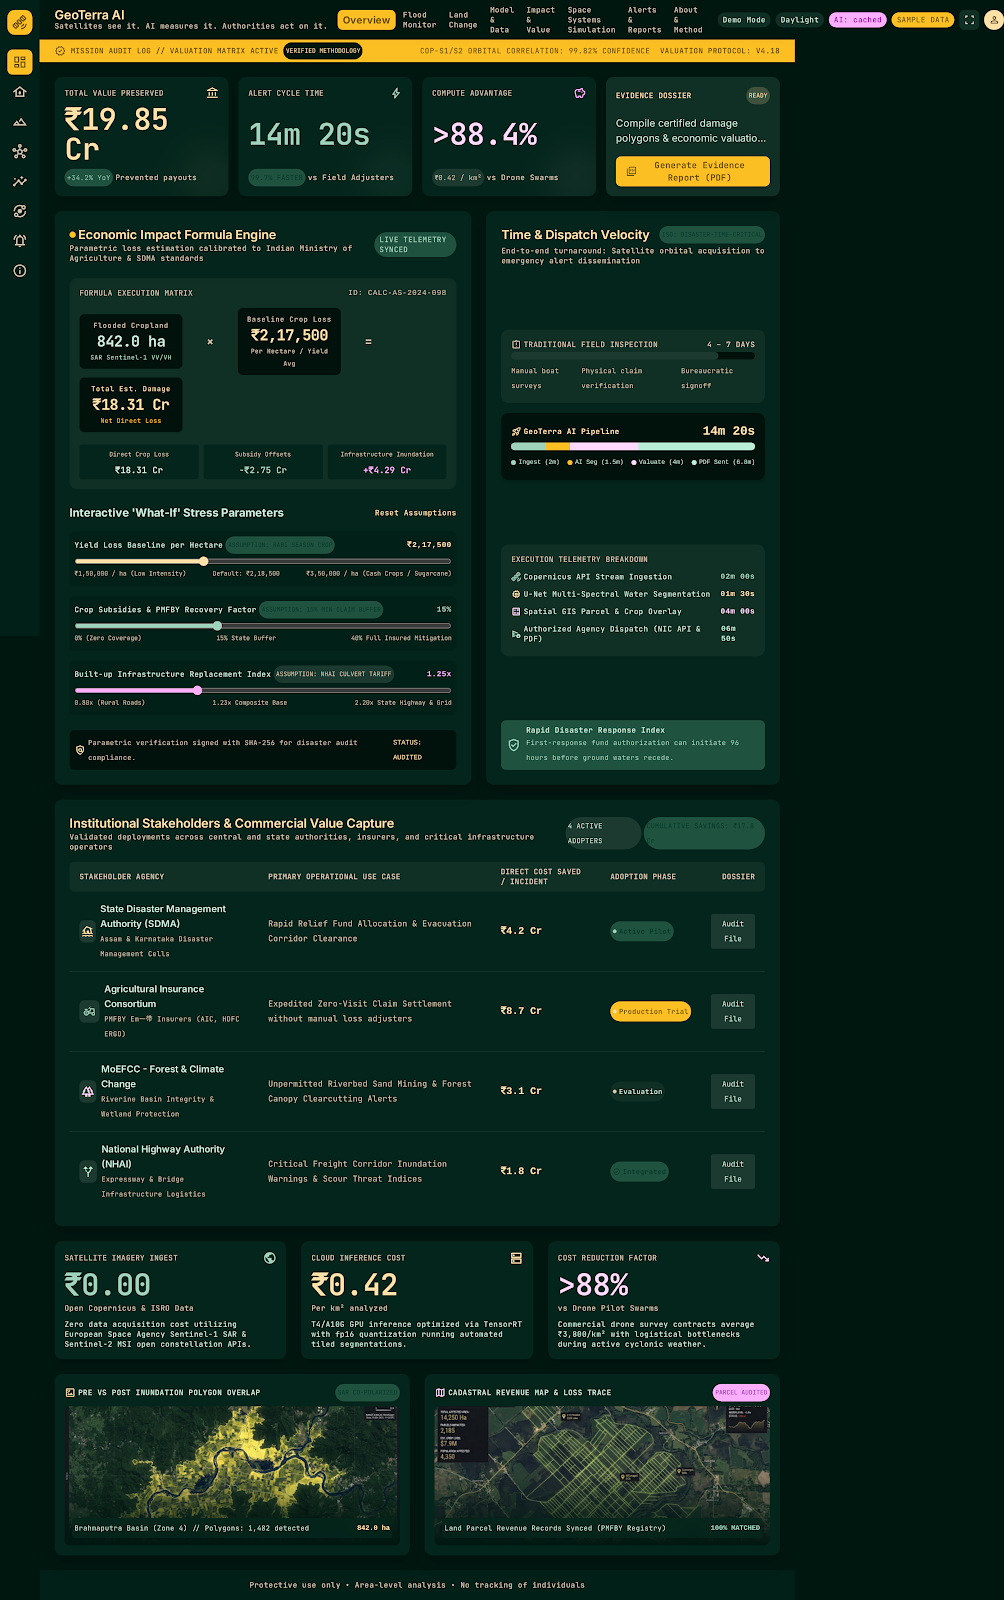 GeoTerra AI
Satellites see it. AI measures it. Authorities act on it.
Overview
Flood Monitor
Land Change
Model & Data
Impact & Value
Space Systems Simulation
Alerts & Reports
About & Method
Demo Mode
Daylight
AI: cached
SAMPLE DATA
MISSION AUDIT LOG // VALUATION MATRIX ACTIVE
VERIFIED METHODOLOGY
COP-S1/S2 ORBITAL CORRELATION: 99.82% CONFIDENCE
VALUATION PROTOCOL: V4.18
TOTAL VALUE PRESERVED
₹19.85 Cr
+34.2% YoY Prevented payouts
ALERT CYCLE TIME
14m 20s
99.7% FASTER vs Field Adjusters
COMPUTE ADVANTAGE
>88.4%
₹0.42 / km² vs Drone Swarms
EVIDENCE DOSSIER
READY
Compile certified damage
polygons & economic valuatio...
Generate Evidence
Report (PDF)
Economic Impact Formula Engine
Parametric loss estimation calibrated to Indian Ministry of
Agriculture & SDMA standards
LIVE TELEMETRY
SYNCED
FORMULA EXECUTION MATRIX
ID: CALC-AS-2024-098
Flooded Cropland
842.0 ha
SAR Sentinel-1 VV/VH
×
Baseline Crop Loss
₹2,17,500
Per Hectare / Yield
Avg
=
Total Est. Damage
₹18.31 Cr
Net Direct Loss
Direct Crop Loss
₹18.31 Cr
Subsidy Offsets
-₹2.75 Cr
Infrastructure Inundation
+₹4.29 Cr
Interactive 'What-If' Stress Parameters
Reset Assumptions
Yield Loss Baseline per Hectare
₹2,17,500
₹1,50,000 / ha (Low Intensity)
Default: ₹2,18,500
₹3,50,000 / ha (Cash Crops / Sugarcane)
Crop Subsidies & PMFBY Recovery Factor
15%
0% (Zero Coverage)
15% State Buffer
40% Full Insured Mitigation
Built-up Infrastructure Replacement Index
ASSUMPTION: NHAI CULVERT TARIFF
1.25x
0.80x (Rural Roads)
1.23x Composite Base
2.20x State Highway & Grid
Parametric verification signed with SHA-256 for disaster audit
compliance.
STATUS:
AUDITED
Time & Dispatch Velocity
End-to-end turnaround: Satellite orbital acquisition to
emergency alert dissemination
TRADITIONAL FIELD INSPECTION
4 – 7 DAYS
Manual boat
surveys
Physical claim
verification
Bureaucratic
signoff
GeoTerra AI Pipeline
14m 20s
Ingest (2m)
AI Seg (1.5m)
Valuate (4m)
PDF Sent (6.8m)
EXECUTION TELEMETRY BREAKDOWN
Copernicus API Stream Ingestion
02m 00s
U-Net Multi-Spectral Water Segmentation
01m 30s
Spatial GIS Parcel & Crop Overlay
04m 00s
Authorized Agency Dispatch (NIC API &
PDF)
06m
50s
Rapid Disaster Response Index
First-response fund authorization can initiate 96
hours before ground waters recede.
Institutional Stakeholders & Commercial Value Capture
Validated deployments across central and state authorities, insurers, and critical infrastructure
operators
4 ACTIVE
ADOPTERS
STAKEHOLDER AGENCY
PRIMARY OPERATIONAL USE CASE
DIRECT COST SAVED
/ INCIDENT
ADOPTION PHASE
DOSSIER
State Disaster Management
Authority (SDMA)
Assam & Karnataka Disaster
Management Cells
Rapid Relief Fund Allocation & Evacuation
Corridor Clearance
₹4.2 Cr
Active Pilot
Audit
File
Agricultural Insurance
Consortium
PMFBY Insurers (AIC, HDFC
ERGO)
Expedited Zero-Visit Claim Settlement
without manual loss adjusters
₹8.7 Cr
Production Trial
Audit
File
MoEFCC - Forest & Climate
Change
Riverine Basin Integrity &
Wetland Protection
Unpermitted Riverbed Sand Mining & Forest
Canopy Clearcutting Alerts
₹3.1 Cr
Evaluation
Audit
File
National Highway Authority
(NHAI)
Expressway & Bridge
Infrastructure Logistics
Critical Freight Corridor Inundation
Warnings & Scour Threat Indices
₹1.8 Cr
Integrated
Audit
File
SATELLITE IMAGERY INGEST
₹0.00
Open Copernicus & ISRO Data
Zero data acquisition cost utilizing
European Space Agency Sentinel-1 SAR &
Sentinel-2 MSI open constellation APIs.
CLOUD INFERENCE COST
₹0.42
Per km² analyzed
T4/A10G GPU inference optimized via TensorRT
with fp16 quantization running automated
tiled segmentations.
COST REDUCTION FACTOR
>88%
vs Drone Pilot Swarms
Commercial drone survey contracts average
₹3,800/km² with logistical bottlenecks
during active cyclonic weather.
PRE VS POST INUNDATION POLYGON OVERLAP
Brahmaputra Basin (Zone 4) // Polygons: 1,482 detected
842.0 ha
CADASTRAL REVENUE MAP & LOSS TRACE
PARCEL AUDITED
14,250 Ha
2,185
$7.9M
4,350
Land Parcel Revenue Records Synced (PMFBY Registry)
100% MATCHED
Protective use only • Area-level analysis • No tracking of individuals